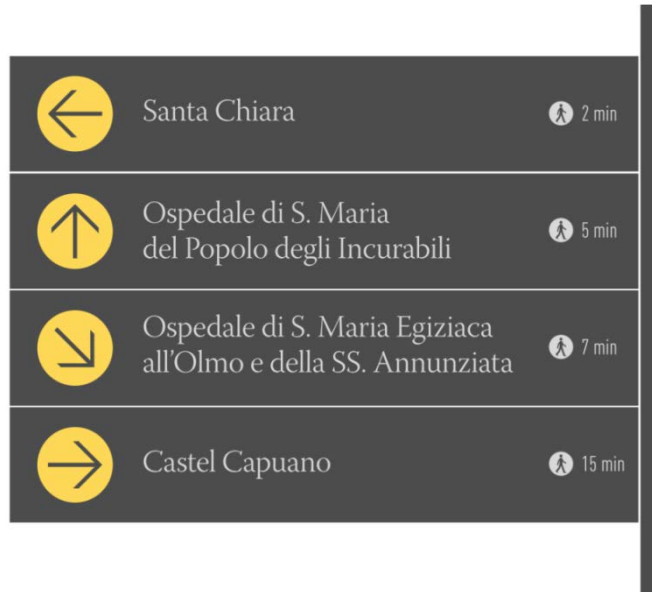 Santa Chiara
2 min
Ospedale di S. Maria
del Popolo degli Incurabili
5 min
Ospedale di S. Maria Egiziaca
all'Olmo e della SS. Annunziata
7 min
Castel Capuano
15 min